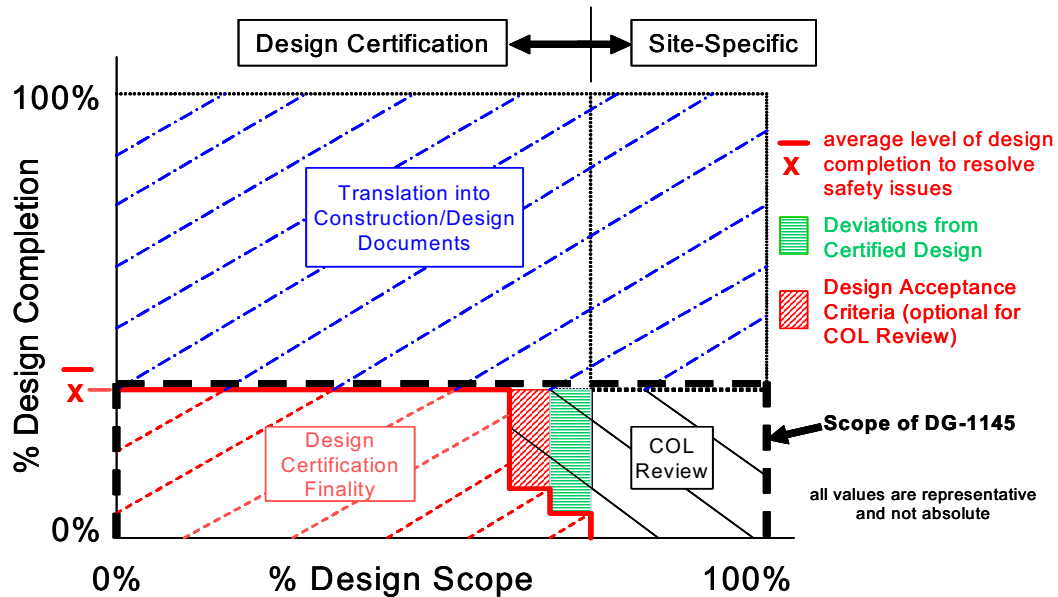 Design Certification
Site-Specific
100%
% Design Completion
Translation into
Construction/Design
Documents
average level of design
completion to resolve
safety issues
x
Deviations from
Certified Design
Design Acceptance
Criteria (optional for
COL Review)
x
Design
Certification
Finality
COL
Review
Scope of DG-1145
all values are representative
and not absolute
0%
0%
% Design Scope
100%